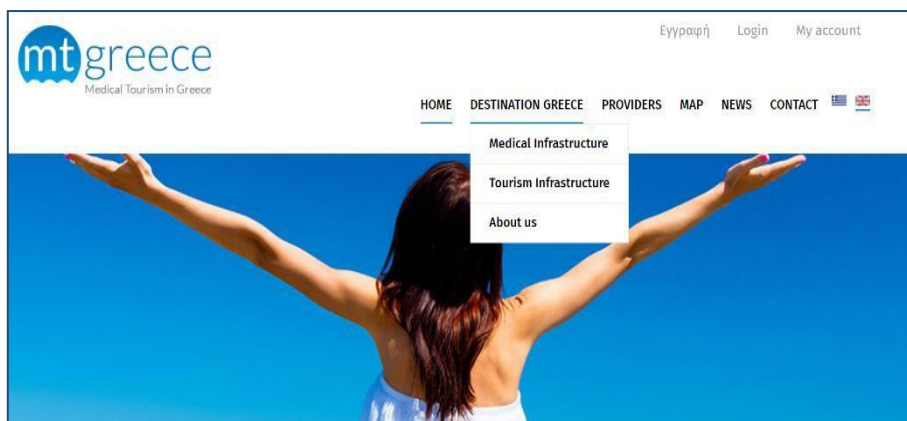 Εγγραφή Login My account
mtgreece
Medical Tourism in Greece
HOME DESTINATION GREECE PROVIDERS MAP NEWS CONTACT
Medical Infrastructure
Tourism Infrastructure
About us